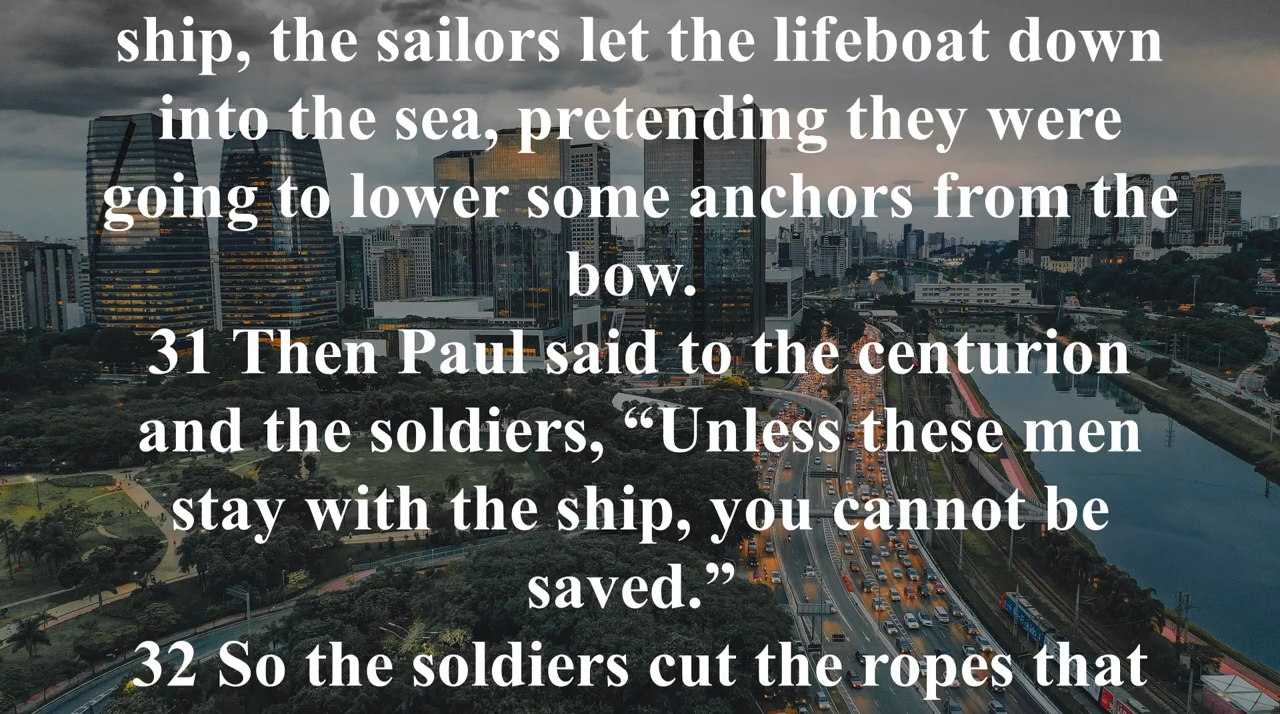 ship, the sailors let the lifeboat down
into the sea, pretending they were
going to lower some anchors from the
bow.
31 Then Paul said to the centurion
and the soldiers, “Unless these men
stay with the ship, you cannot be
saved.”
32 So the soldiers cut the ropes that